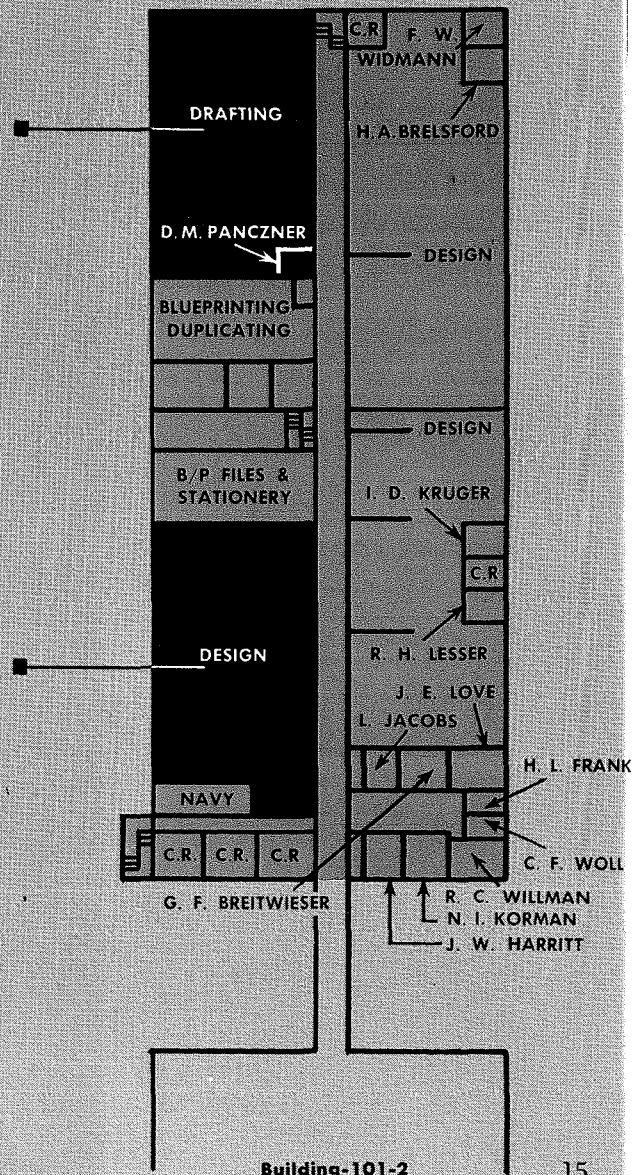 C.R
F. W.
WIDMANN
DRAFTING
H.A.BRELSFORD
D.M. PANCZNER
DESIGN
BLUEPRINTING
DUPLICATING
DESIGN
B/P FILES &
STATIONERY
I. D. KRUGER
C.R
DESIGN
R. H. LESSER
J. E. LOVE
L. JACOBS
H. L. FRANK
NAVY
C.R.
C.R.
C.R
C. F. WOLL
G. F. BREITWIESER
R. C. WILLMAN
N. I. KORMAN
J. W. HARRITT
Building-101-2
15